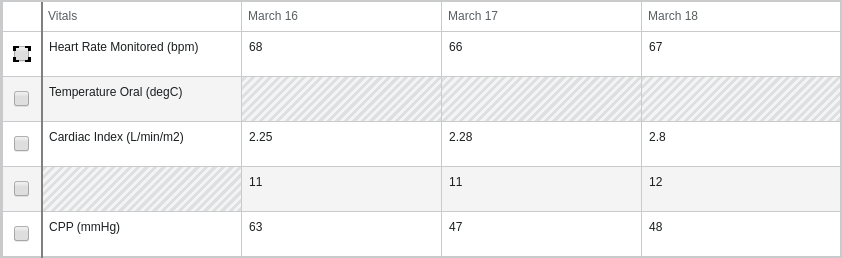 Vitals March 16 March 17 March 18
Heart Rate Monitored (bpm) 68 66 67
Temperature Oral (degC)
Cardiac Index (L/min/m2) 2.25 2.28 2.8
11 11 12
CPP (mmHg) 63 47 48